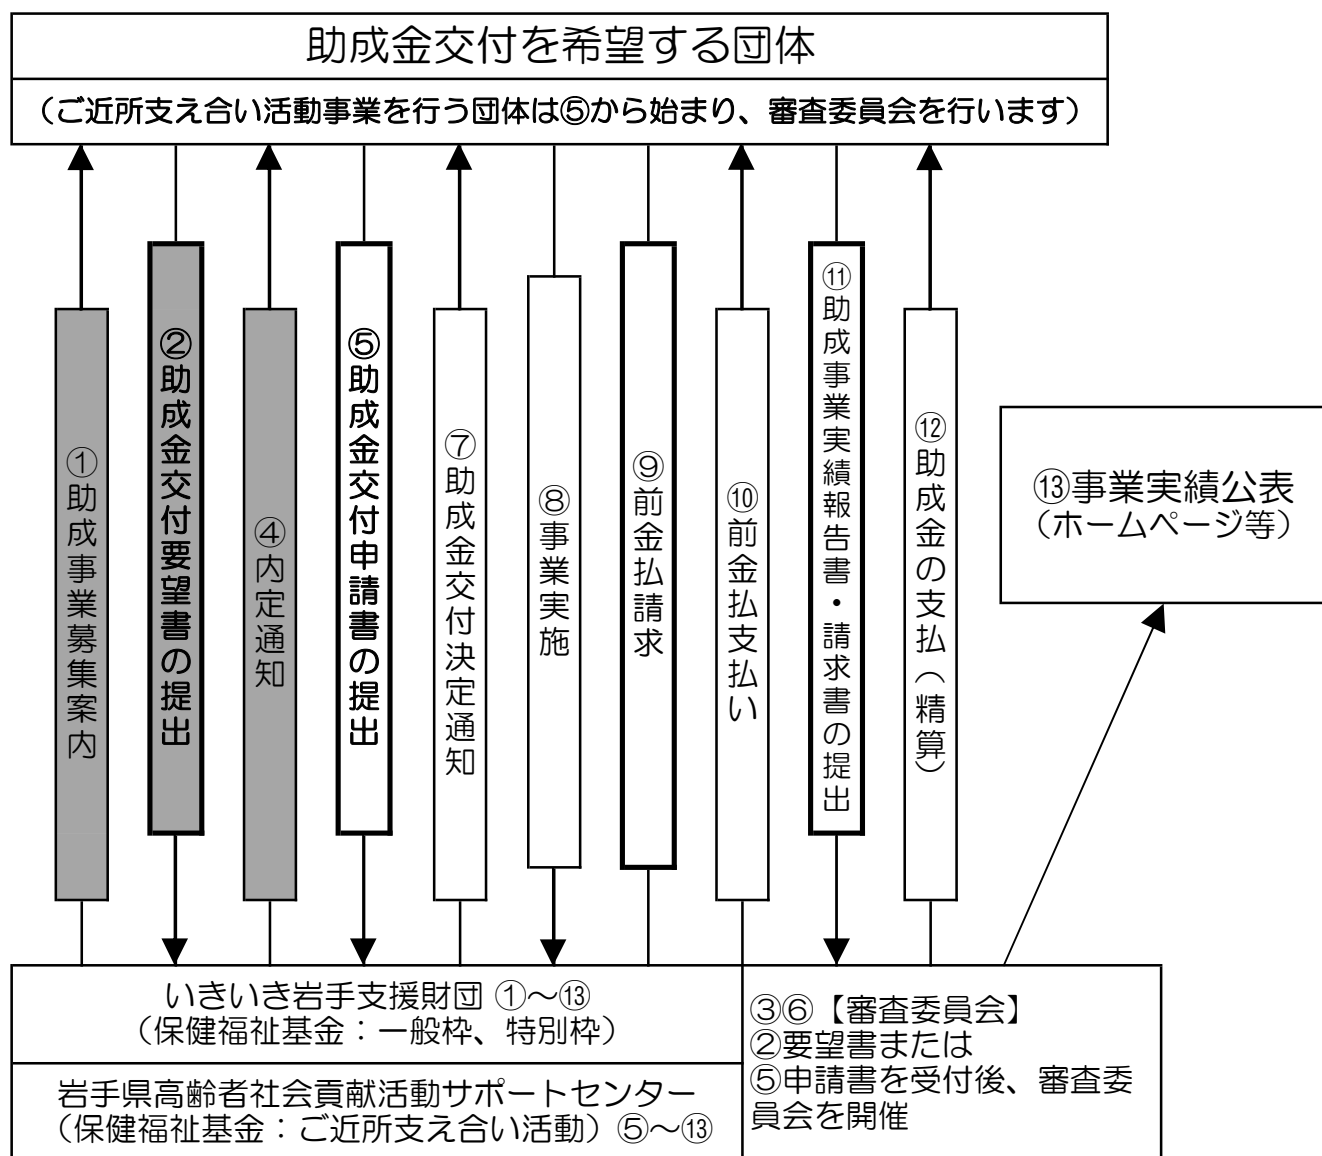 助成金交付を希望する団体
（ご近所支え合い活動事業を行う団体は⑤から始まり、審査委員会を行います）
①助成事業募集案内
②助成金交付要望書の提出
④内定通知
⑤助成金交付申請書の提出
⑦助成金交付決定通知
⑧事業実施
⑨前金払請求
⑩前金払支払い
⑪助成事業実績報告書・請求書の提出
⑫助成金の支払（精算）
⑬事業実績公表
（ホームページ等）
いきいき岩手支援財団 ①～⑬
（保健福祉基金：一般枠、特別枠）
岩手県高齢者社会貢献活動サポートセンター
（保健福祉基金：ご近所支え合い活動）⑤～⑬
③⑥【審査委員会】
②要望書または
⑤申請書を受付後、審査委
員会を開催